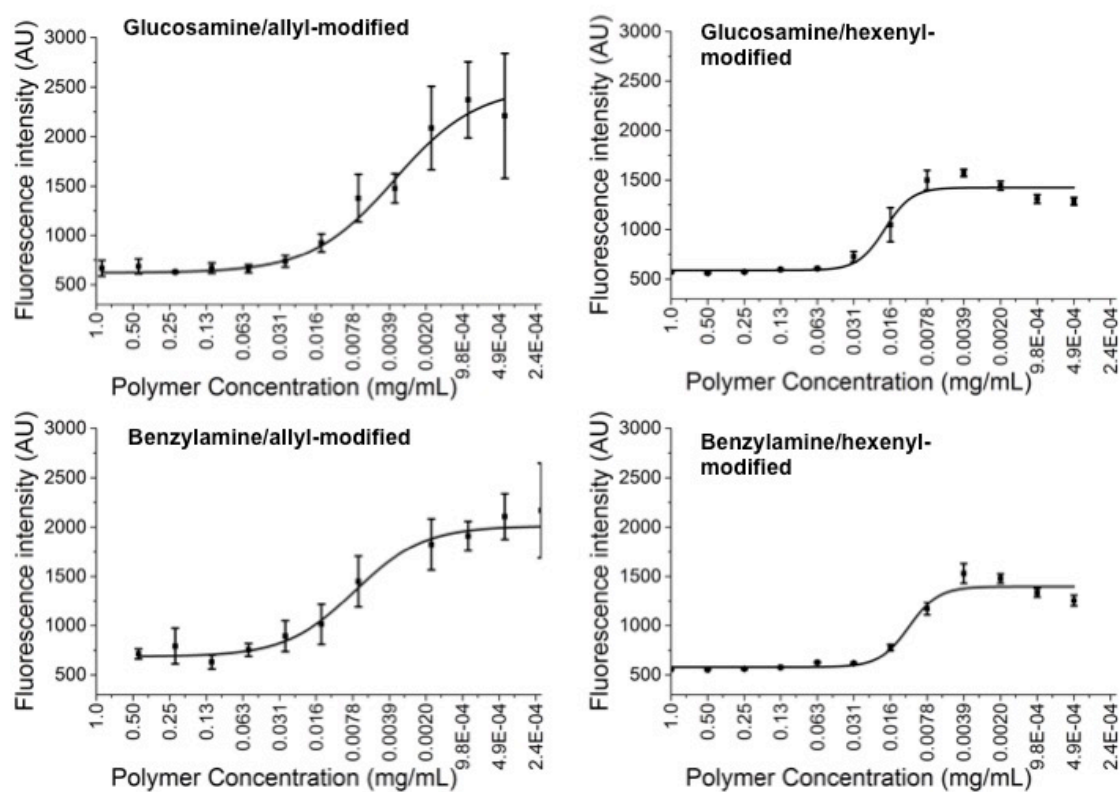 Glucosamine/allyl-modified
Fluorescence intensity (AU)
3000
2500
2000
1500
1000
500
1.0
0.50
0.25
0.13
0.063
0.031
0.016
0.0078
0.0039
0.0020
9.8E-04
4.9E-04
2.4E-04
Polymer Concentration (mg/mL)
Glucosamine/hexenyl-
modified
Fluorescence intensity (AU)
3000
2500
2000
1500
1000
500
1.0
0.50
0.25
0.13
0.063
0.031
0.016
0.0078
0.0039
0.0020
9.8E-04
4.9E-04
2.4E-04
Polymer Concentration (mg/mL)
Benzylamine/allyl-modified
Fluorescence intensity (AU)
3000
2500
2000
1500
1000
500
1.0
0.50
0.25
0.13
0.063
0.031
0.016
0.0078
0.0039
0.0020
9.8E-04
4.9E-04
2.4E-04
Polymer Concentration (mg/mL)
Benzylamine/hexenyl-
modified
Fluorescence intensity (AU)
3000
2500
2000
1500
1000
500
1.0
0.50
0.25
0.13
0.063
0.031
0.016
0.0078
0.0039
0.0020
9.8E-04
4.9E-04
2.4E-04
Polymer Concentration (mg/mL)